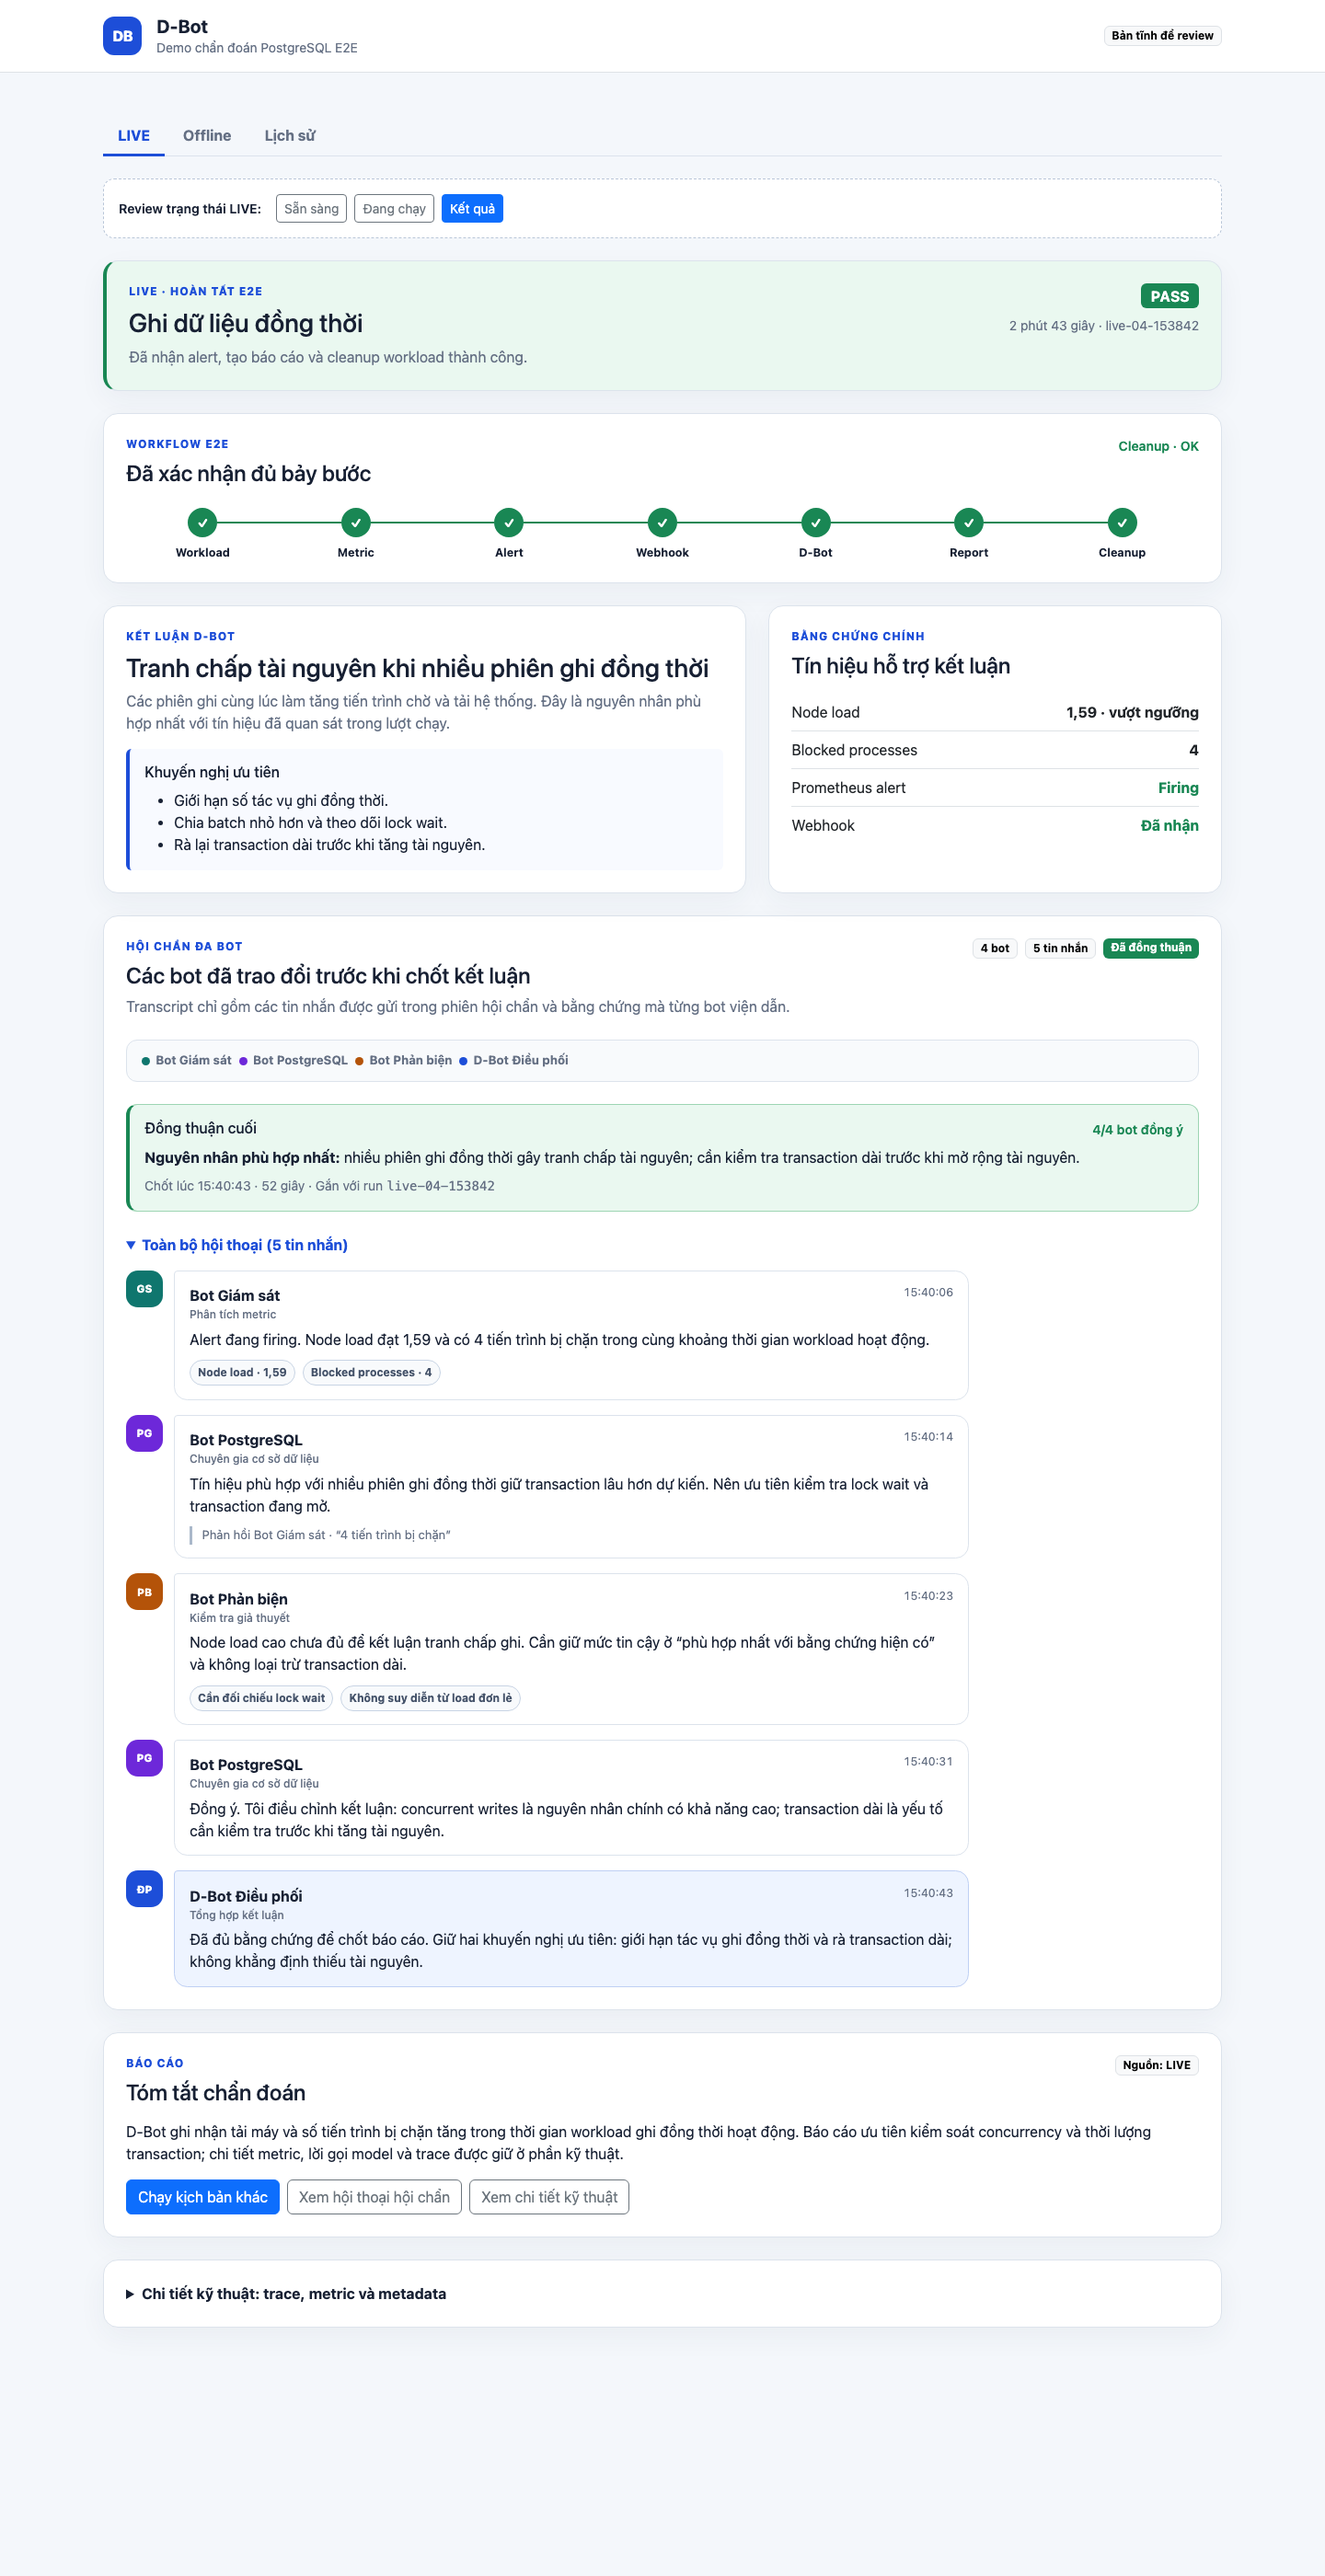 DB
D-Bot
Demo chẩn đoán PostgreSQL E2E
Bản tĩnh để review
LIVE
Offline
Lịch sử
Review trạng thái LIVE:
Sẵn sàng
Đang chạy
Kết quả
LIVE · HOÀN TẤT E2E
PASS
Ghi dữ liệu đồng thời
2 phút 43 giây · live-04-153842
Đã nhận alert, tạo báo cáo và cleanup workload thành công.
WORKFLOW E2E
Cleanup · OK
Đã xác nhận đủ bảy bước
Workload
Metric
Alert
Webhook
D-Bot
Report
Cleanup
KẾT LUẬN D-BOT
Tranh chấp tài nguyên khi nhiều phiên ghi đồng thời
Các phiên ghi cùng lúc làm tăng tiến trình chờ và tải hệ thống. Đây là nguyên nhân phù
hợp nhất với tín hiệu đã quan sát trong lượt chạy.
Khuyến nghị ưu tiên
• Giới hạn số tác vụ ghi đồng thời.
• Chia batch nhỏ hơn và theo dõi lock wait.
• Rà lại transaction dài trước khi tăng tài nguyên.
BẰNG CHỨNG CHÍNH
Tín hiệu hỗ trợ kết luận
Node load 1,59 · vượt ngưỡng
Blocked processes 4
Prometheus alert Firing
Webhook Đã nhận
HỘI CHẨN ĐA BOT
4 bot
5 tin nhắn
Đã đồng thuận
Các bot đã trao đổi trước khi chốt kết luận
Transcript chỉ gồm các tin nhắn được gửi trong phiên hội chẩn và bằng chứng mà từng bot viện dẫn.
Bot Giám sát
Bot PostgreSQL
Bot Phản biện
D-Bot Điều phối
Đồng thuận cuối
4/4 bot đồng ý
Nguyên nhân phù hợp nhất: nhiều phiên ghi đồng thời gây tranh chấp tài nguyên; cần kiểm tra transaction dài trước khi mở rộng tài nguyên.
Chốt lúc 15:40:43 · 52 giây · Gắn với run live-04-153842
▼ Toàn bộ hội thoại (5 tin nhắn)
GS
Bot Giám sát
15:40:06
Phân tích metric
Alert đang firing. Node load đạt 1,59 và có 4 tiến trình bị chặn trong cùng khoảng thời gian workload hoạt động.
Node load · 1,59
Blocked processes · 4
PG
Bot PostgreSQL
15:40:14
Chuyên gia cơ sở dữ liệu
Tín hiệu phù hợp với nhiều phiên ghi đồng thời giữ transaction lâu hơn dự kiến. Nên ưu tiên kiểm tra lock wait và
transaction đang mở.
Phản hồi Bot Giám sát · “4 tiến trình bị chặn”
PB
Bot Phản biện
15:40:23
Kiểm tra giả thuyết
Node load cao chưa đủ để kết luận tranh chấp ghi. Cần giữ mức tin cậy ở “phù hợp nhất với bằng chứng hiện có”
và không loại trừ transaction dài.
Cần đối chiếu lock wait
Không suy diễn từ load đơn lẻ
PG
Bot PostgreSQL
15:40:31
Chuyên gia cơ sở dữ liệu
Đồng ý. Tôi điều chỉnh kết luận: concurrent writes là nguyên nhân chính có khả năng cao; transaction dài là yếu tố
cần kiểm tra trước khi tăng tài nguyên.
ĐP
D-Bot Điều phối
15:40:43
Tổng hợp kết luận
Đã đủ bằng chứng để chốt báo cáo. Giữ hai khuyến nghị ưu tiên: giới hạn tác vụ ghi đồng thời và rà transaction dài;
không khẳng định thiếu tài nguyên.
BÁO CÁO
Nguồn: LIVE
Tóm tắt chẩn đoán
D-Bot ghi nhận tải máy và số tiến trình bị chặn tăng trong thời gian workload ghi đồng thời hoạt động. Báo cáo ưu tiên kiểm soát concurrency và thời lượng
transaction; chi tiết metric, lời gọi model và trace được giữ ở phần kỹ thuật.
Chạy kịch bản khác
Xem hội thoại hội chẩn
Xem chi tiết kỹ thuật
▶ Chi tiết kỹ thuật: trace, metric và metadata